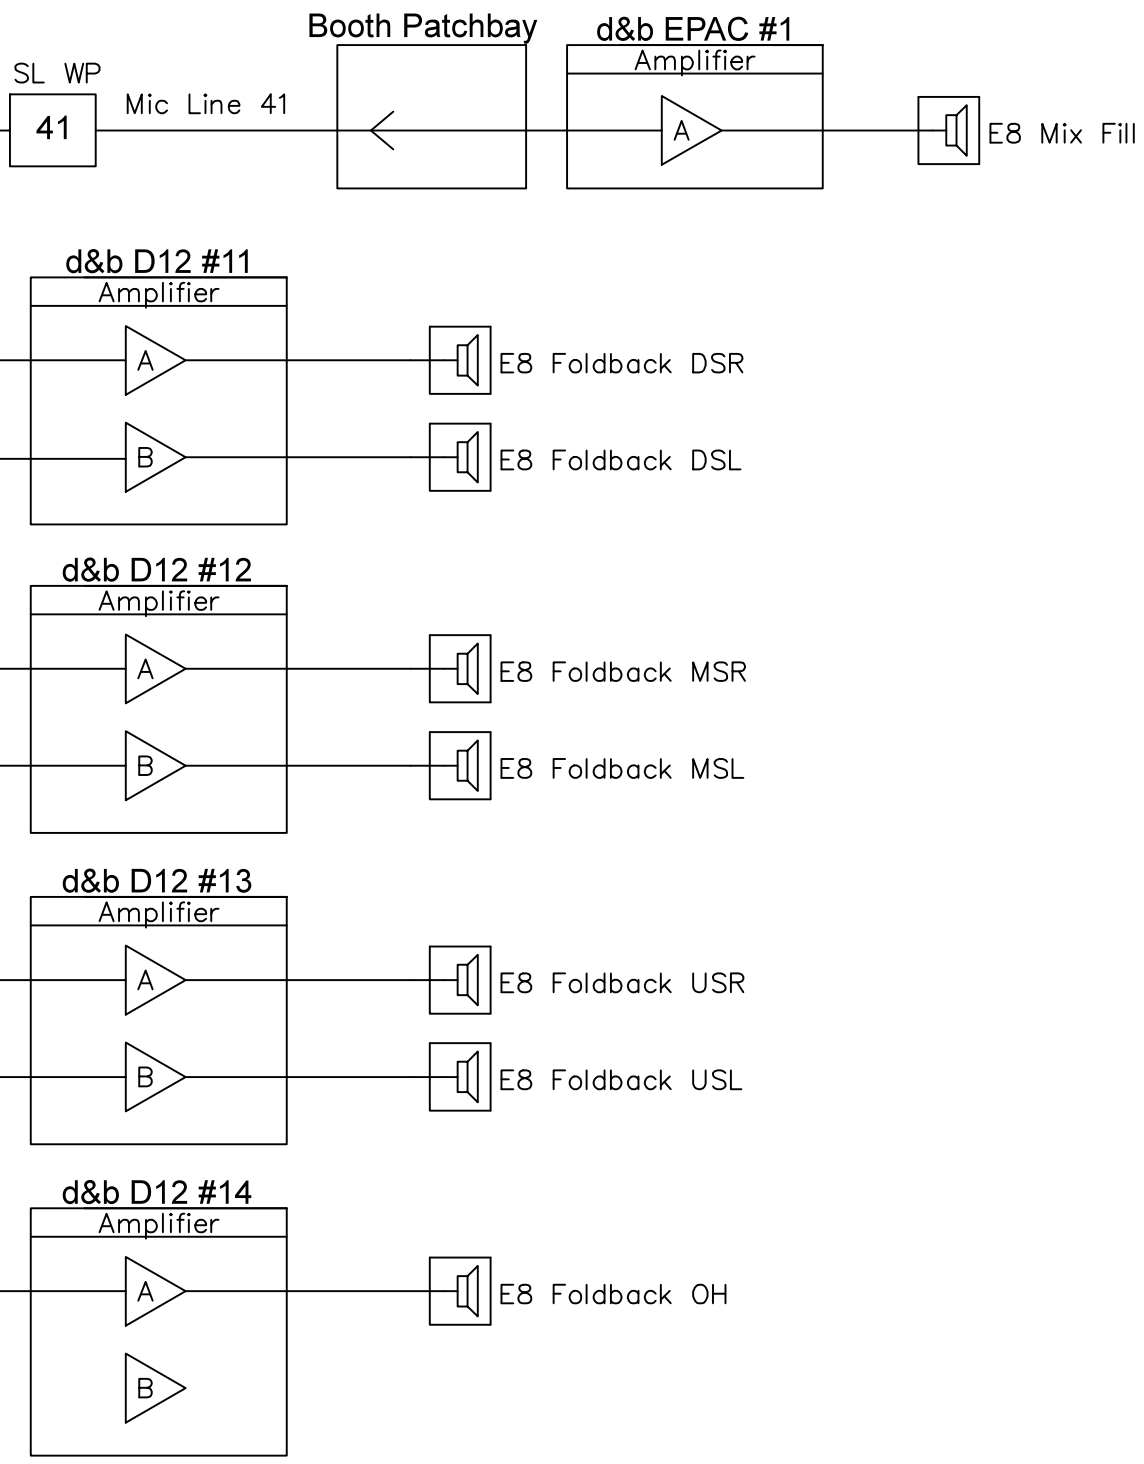 Booth Patchbay
d&b EPAC #1
Amplifier
SL WP
41
Mic Line 41
A
E8 Mix Fill
d&b D12 #11
Amplifier
A
E8 Foldback DSR
B
E8 Foldback DSL
d&b D12 #12
Amplifier
A
E8 Foldback MSR
B
E8 Foldback MSL
d&b D12 #13
Amplifier
A
E8 Foldback USR
B
E8 Foldback USL
d&b D12 #14
Amplifier
A
E8 Foldback OH
B